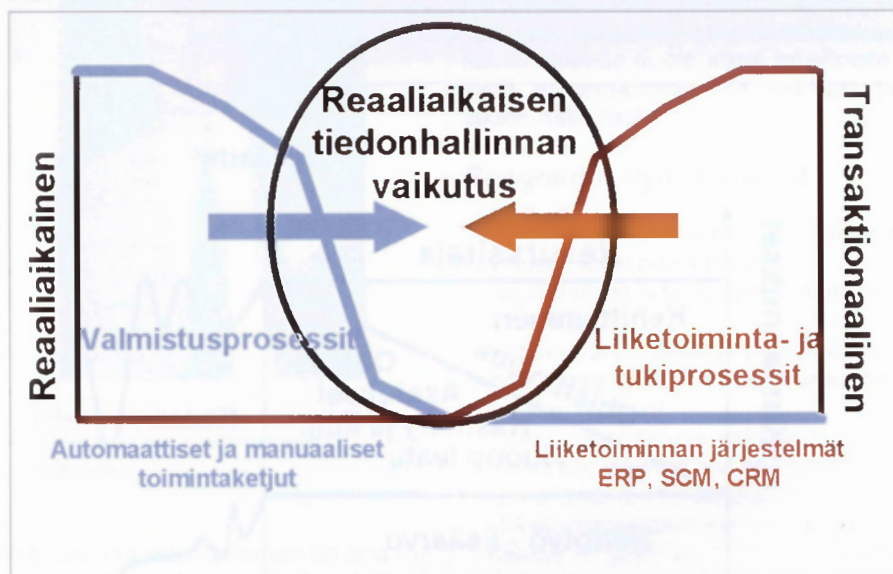 Reaaliaikaisen
tiedonhallinnan
vaikutus
Reaaliaikainen
Transaktionaalinen
Valmistusprosessit
Liiketoiminta- ja
tukiprosessit
Automaattiset ja manuaaliset
toimintaketjut
Liiketoiminnan järjestelmät
ERP, SCM, CRM